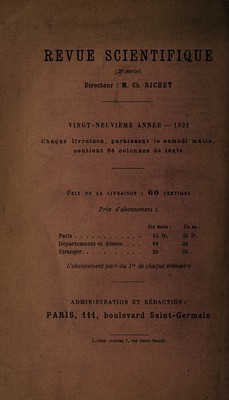 REVUE SCIENTIFIQUE
(3e série)
Directeur : M. Ch. RICHET
VINGT-NEUVIÈME ANNÉE — 1892
Chaque livraison, paraissant le samedi matin,
contient 64 colonnes de texte
PRIX DE LA LIVRAISON : 60 CENTIMES
Prix d'abonnement :
Six mois : Un an :
Paris 15 fr. 25 fr.
Départements et Alsace 18
Etranger 20
L'abonnement part du 1er de chaque trimestre
ADMINISTRATION ET RÉDACTION:
PARIS, 111, boulevard Saint-Germain